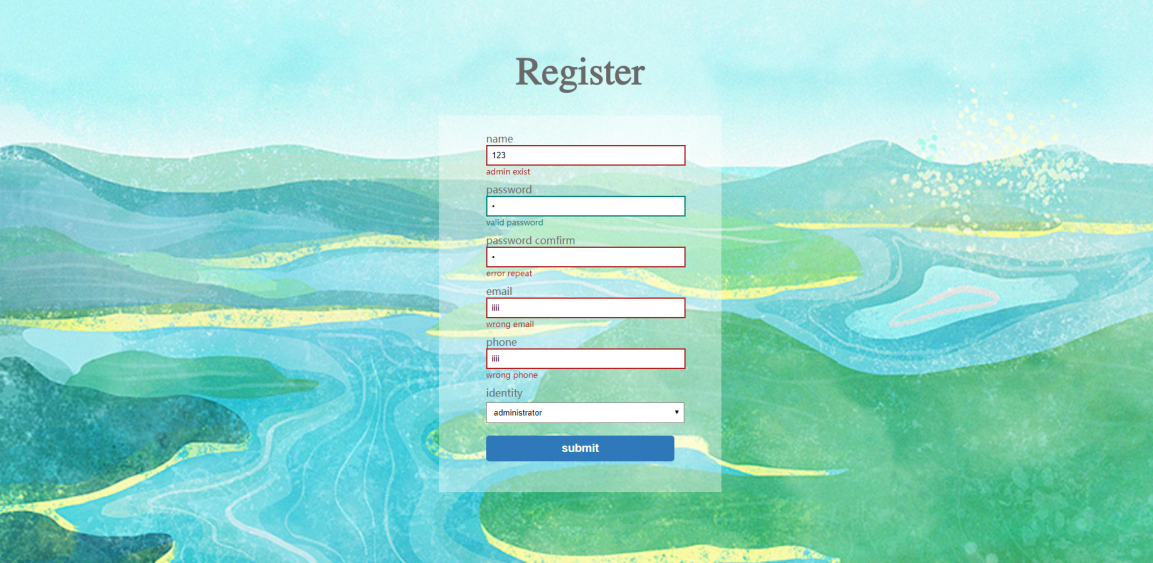 Register
name
123
admin exist
password
•
valid password
password comfirm
•
error repeat
email
iiii
wrong email
phone
iiii
wrong phone
identity
administrator
submit